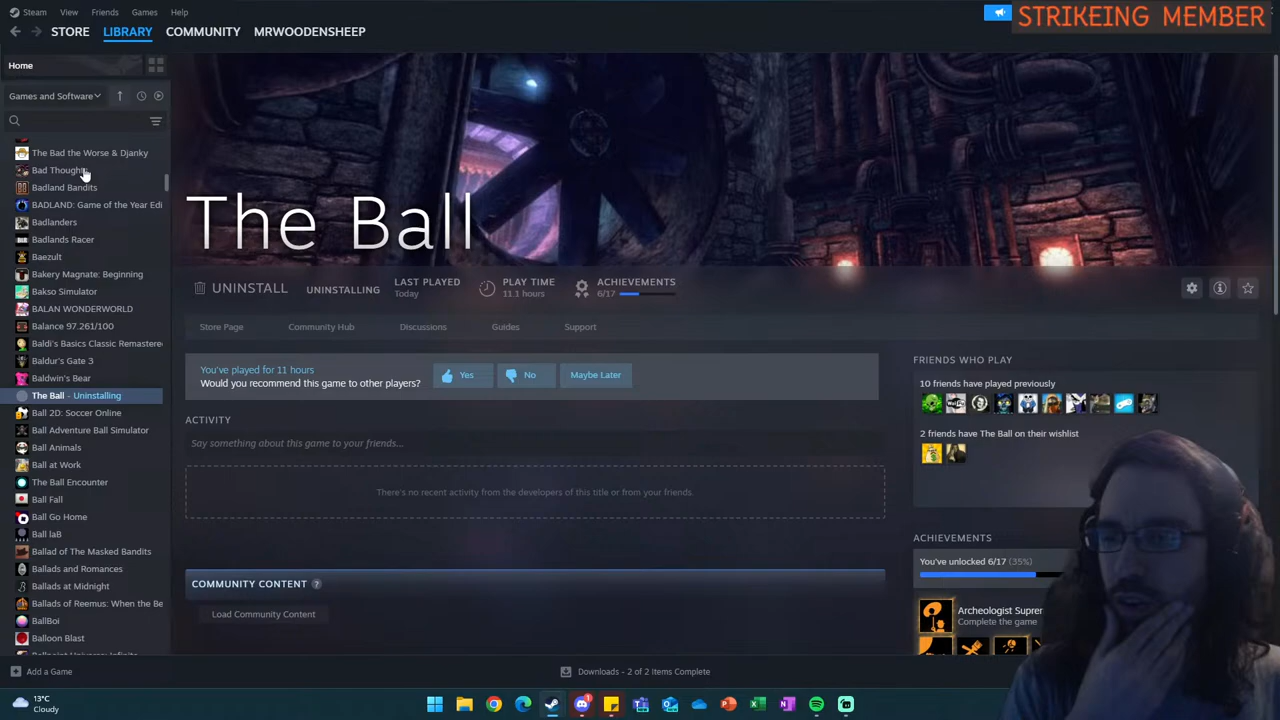 Steam View Friends Games Help
STRIKEING MEMBER
STORE LIBRARY COMMUNITY MRWOODENSHEEP
Home
Games and Software
The Bad the Worse & Djanky
Bad Thoughts
Badland Bandits
BADLAND: Game of the Year Edi
Badlanders
Badlands Racer
Baezult
Bakery Magnate: Beginning
Bakso Simulator
BALAN WONDERWORLD
Balance 97.261/100
Baldi's Basics Classic Remastered
Baldur's Gate 3
Baldwin's Bear
The Ball - Uninstalling
Ball 2D: Soccer Online
Ball Adventure Ball Simulator
Ball Animals
Ball at Work
The Ball Encounter
Ball Fall
Ball Go Home
Ball laB
Ballad of The Masked Bandits
Ballads and Romances
Ballads at Midnight
Ballads of Reemus: When the Be
BallBoi
Balloon Blast
The Ball
UNINSTALL
UNINSTALLING
LAST PLAYED
Today
PLAY TIME
11.1 hours
ACHIEVEMENTS
6/17
Store Page Community Hub Discussions Guides Support
You've played for 11 hours
Would you recommend this game to other players?
Yes No Maybe Later
ACTIVITY
Say something about this game to your friends...
There's no recent activity from the developers of this title or from your friends.
COMMUNITY CONTENT ?
Load Community Content
FRIENDS WHO PLAY
10 friends have played previously
2 friends have The Ball on their wishlist
ACHIEVEMENTS
You've unlocked 6/17 (35%)
Archeologist Suprem
Complete the game
Add a Game
Downloads - 2 of 2 Items Complete
13°C
Cloudy